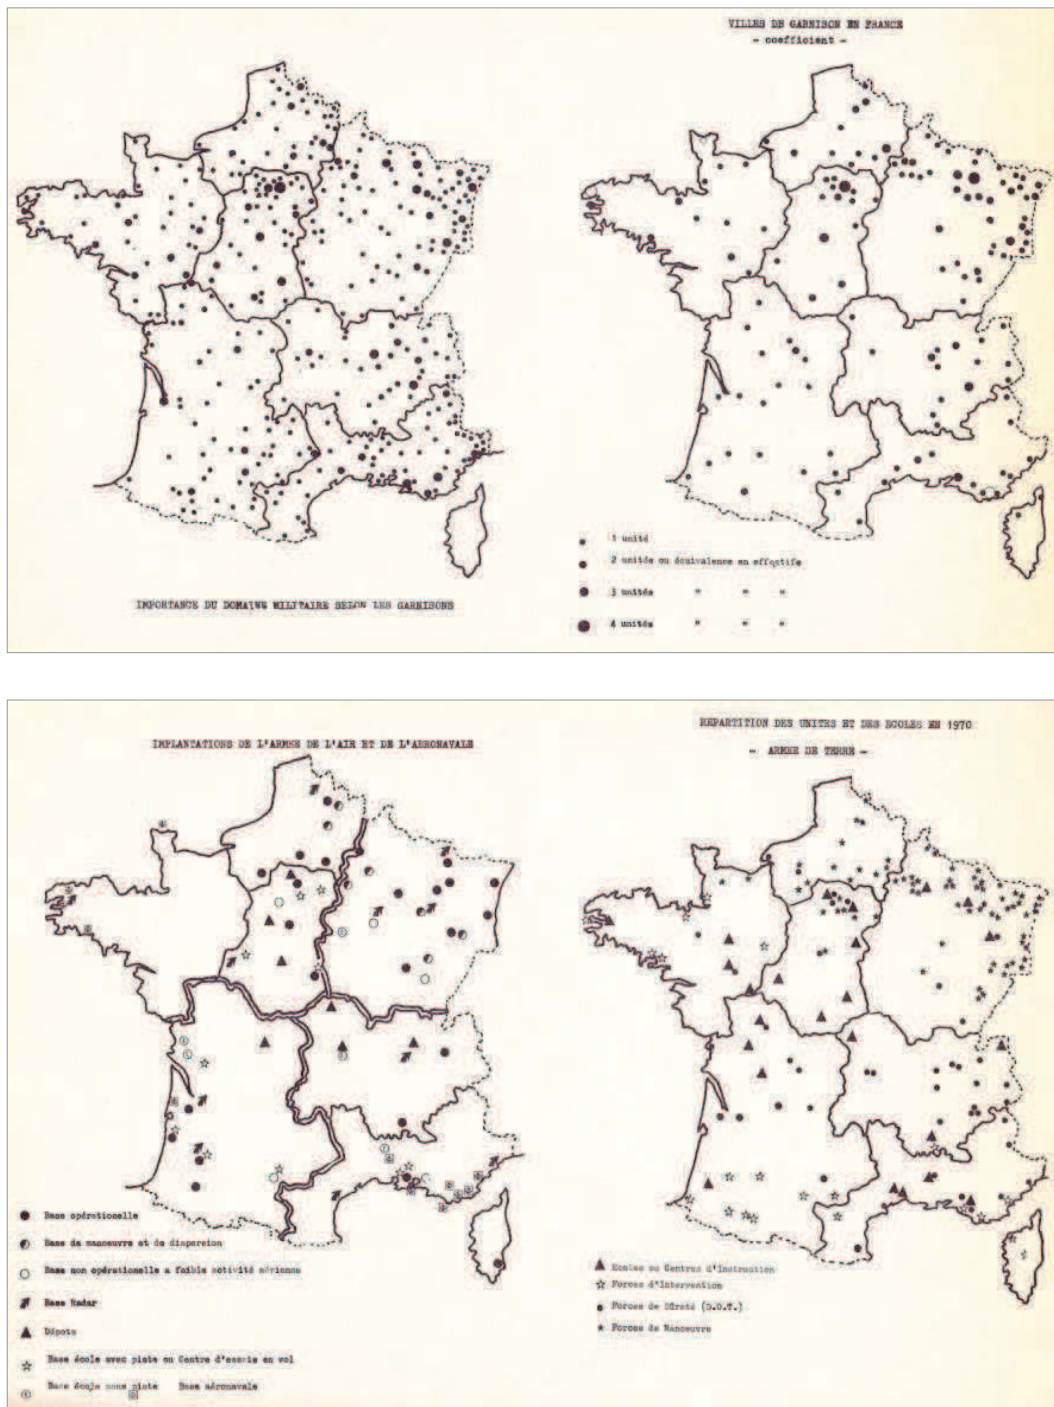 VILLES DE GARNISON EN FRANCE
- coefficient -
1 unité
2 unités ou équivalence en effectifs
3 unités " " "
4 unités " " "
IMPORTANCE DU DOMAINE MILITAIRE SELON LES GARNISONS
IMPLANTATIONS DE L'ARMEE DE L'AIR ET DE L'AERONAVALE
Base opérationelle
Base de manoeuvre et de dispersion
Base non opérationelle a faible activité aérienne
Base Radar
Dépots
Base école avec piste ou Centre d'essais en vol
Base école sans piste Base aéronavale
REPARTITION DES UNITES ET DES ECOLES EN 1970
- ARMEE DE TERRE -
Ecoles ou Centres d'Instruction
Forces d'Intervention
Forces de Sûreté (D.O.T.)
Forces de Manoeuvre